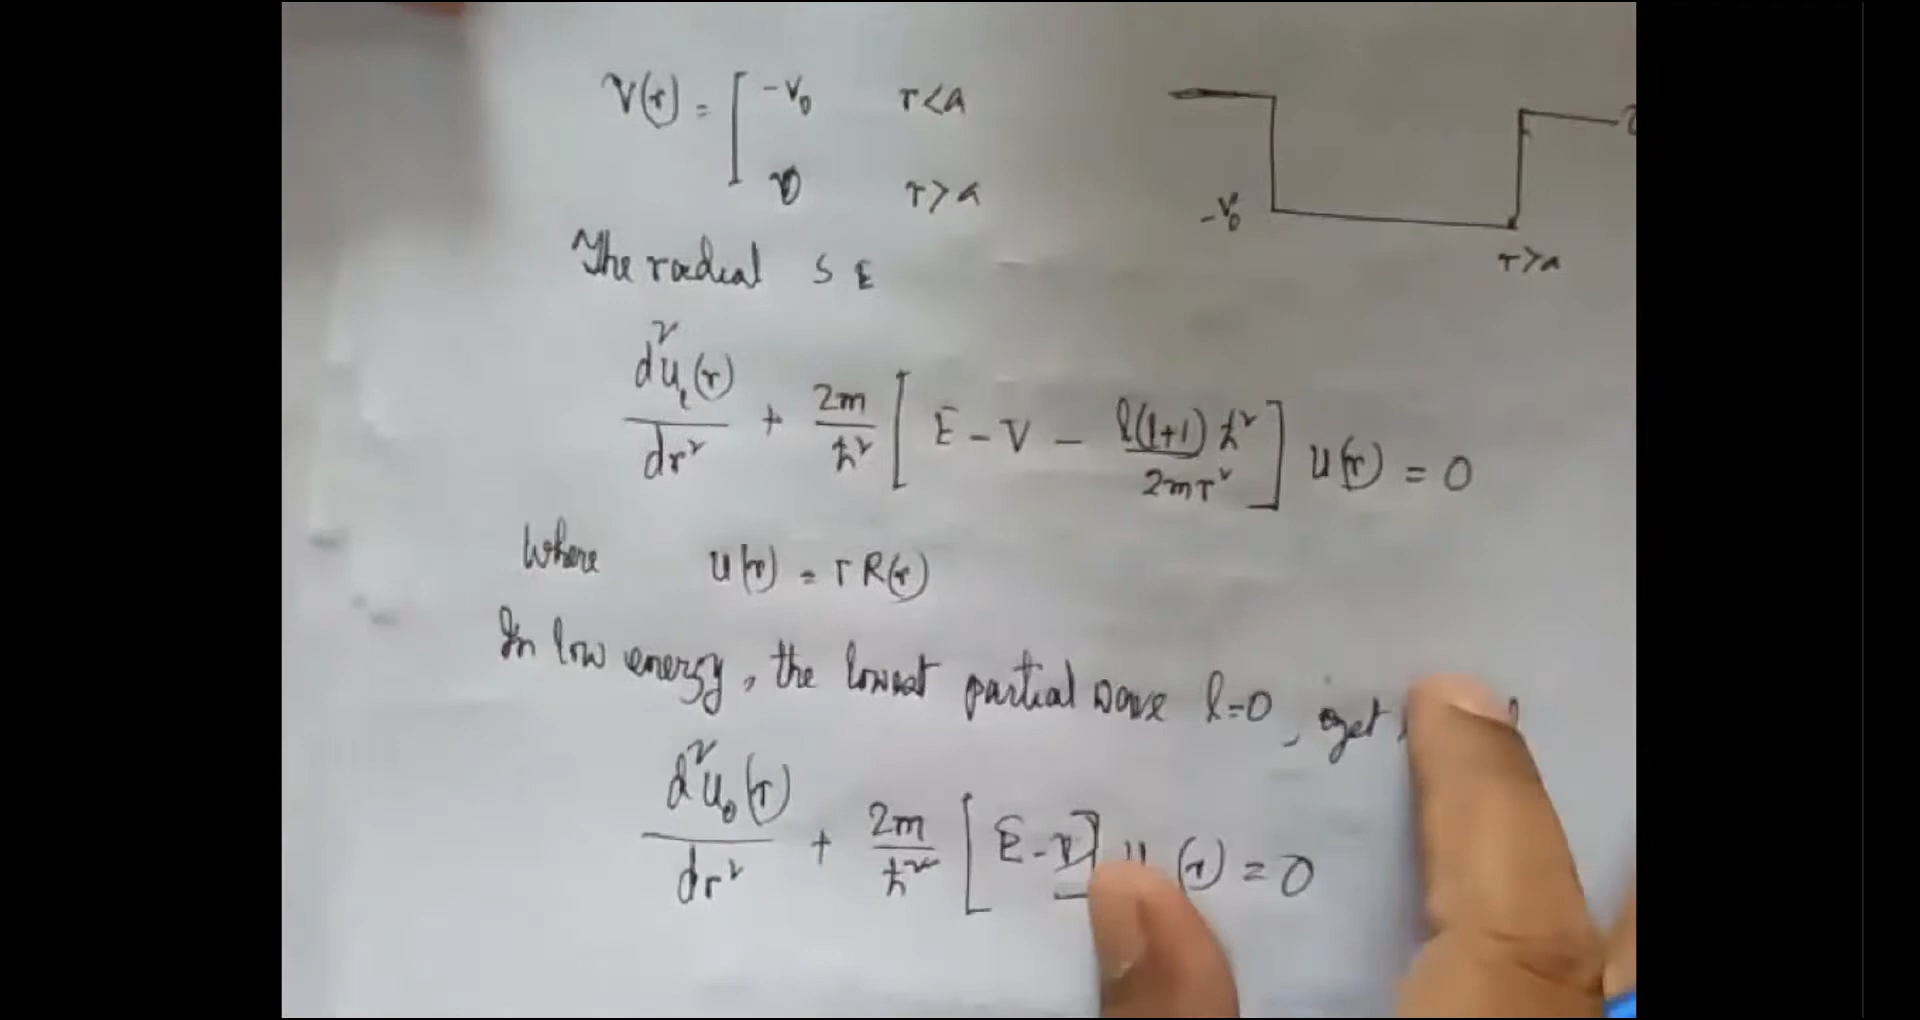 V(r) = [ -V₀ r<a
0 r>a
-V₀
r>a
The radial S E
d²u_l(r)/dr² + 2m/ħ² [ E - V - l(l+1)ħ²/2mr² ] u(r) = 0
Where u(r) = r R(r)
In low energy, the lowest partial wave l=0, get
d²u₀(r)/dr² + 2m/ħ² [ E - V ] u (r) = 0